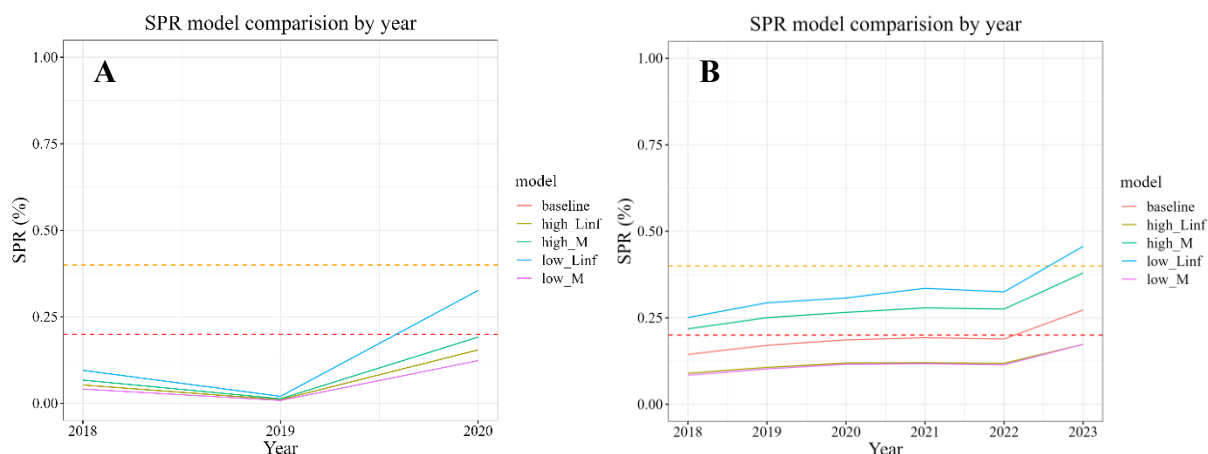 SPR model comparision by year
A
1.00
0.75
0.50
0.25
0.00
SPR (%)
2018
2019
2020
Year
model
baseline
high_Linf
high_M
low_Linf
low_M
SPR model comparision by year
B
1.00
0.75
0.50
0.25
0.00
SPR (%)
2018
2019
2020
2021
2022
2023
Year
model
baseline
high_Linf
high_M
low_Linf
low_M